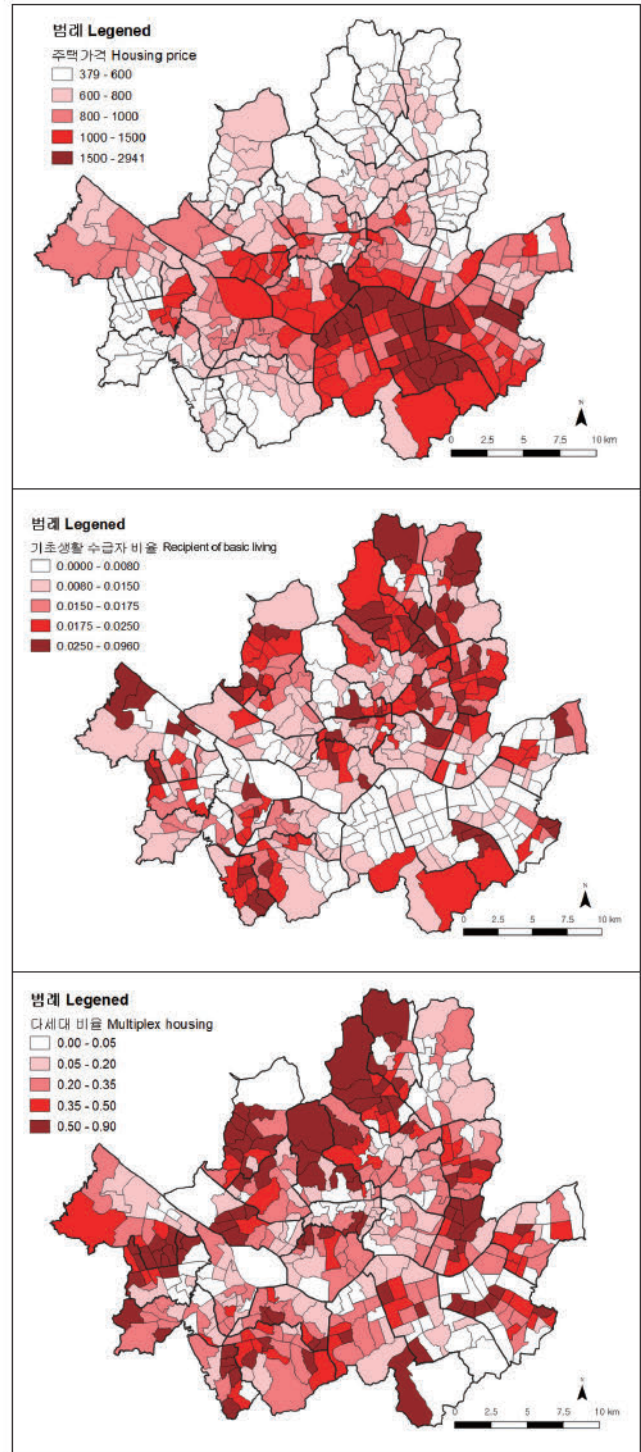 범례 Legened
주택가격 Housing price
379 - 600
600 - 800
800 - 1000
1000 - 1500
1500 - 2941
N
0 2.5 5 7.5 10 km
범례 Legened
기초생활 수급자 비율 Recipient of basic living
0.0000 - 0.0080
0.0080 - 0.0150
0.0150 - 0.0175
0.0175 - 0.0250
0.0250 - 0.0960
N
0 2.5 5 7.5 10 km
범례 Legened
다세대 비율 Multiplex housing
0.00 - 0.05
0.05 - 0.20
0.20 - 0.35
0.35 - 0.50
0.50 - 0.90
N
0 2.5 5 7.5 10 km